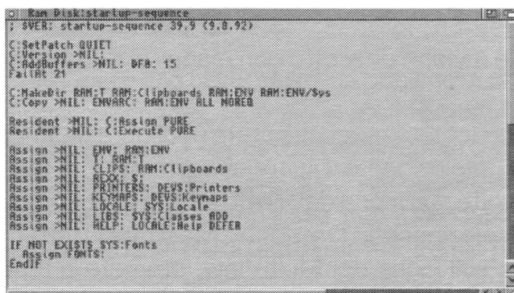 Ram Disk:startup-sequence
; $VER: startup-sequence 39.9 (9.8.92)
C:SetPatch QUIET
C:Version >NIL:
C:AddBuffers >NIL: DF0: 15
FailAt 21
C:MakeDir RAM:T RAM:Clipboards RAM:ENV RAM:ENV/Sys
C:Copy >NIL: ENVARC: RAM:ENV ALL NOREQ
Resident >NIL: C:Assign PURE
Resident >NIL: C:Execute PURE
Assign >NIL: ENV: RAM:ENV
Assign >NIL: T: RAM:T
Assign >NIL: CLIPS: RAM:Clipboards
Assign >NIL: REXX: S:
Assign >NIL: PRINTERS: DEVS:Printers
Assign >NIL: KEYMAPS: DEVS:Keymaps
Assign >NIL: LOCALE: SYS:Locale
Assign >NIL: LIBS: SYS:Classes ADD
Assign >NIL: HELP: LOCALE:Help DEFER
IF NOT EXISTS SYS:Fonts
Assign FONTS:
EndIF